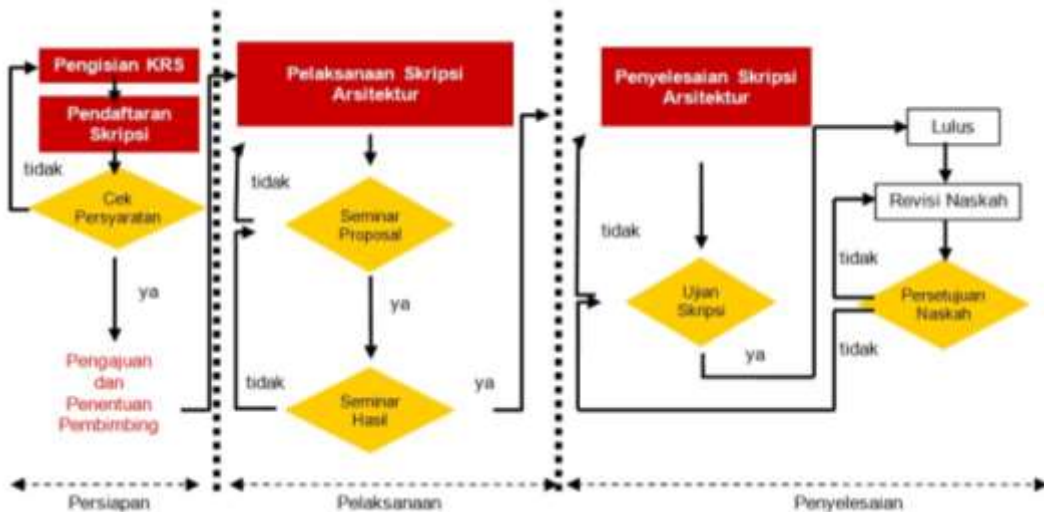 Pengisian KRS
Pendaftaran
Skripsi
tidak
Cek
Persyaratan
ya
Pengajuan
dan
Penentuan
Pembimbing
Persiapan
Pelaksanaan Skripsi
Arsitektur
tidak
Seminar
Proposal
ya
tidak
Seminar
Hasil
ya
Pelaksanaan
Penyelesaian Skripsi
Arsitektur
tidak
Ujian
Skripsi
ya
Lulus
Revisi Naskah
tidak
Persetujuan
Naskah
tidak
Penyelesaian